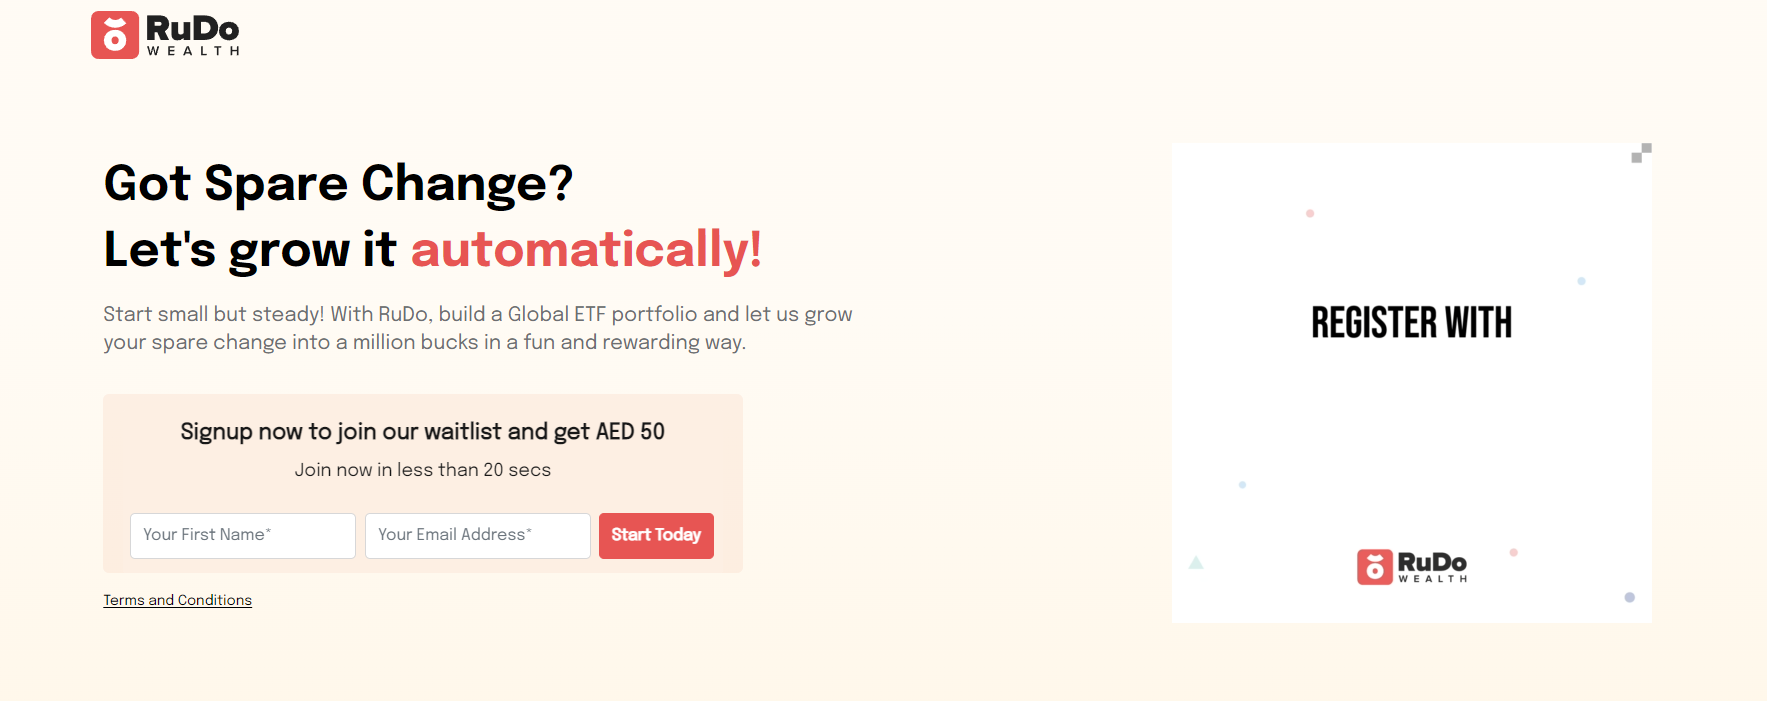 RuDo
WEALTH
Got Spare Change?
Let's grow it automatically!
Start small but steady! With RuDo, build a Global ETF portfolio and let us grow
your spare change into a million bucks in a fun and rewarding way.
Signup now to join our waitlist and get AED 50
Join now in less than 20 secs
Your First Name*
Your Email Address*
Start Today
Terms and Conditions
REGISTER WITH
RuDo
WEALTH